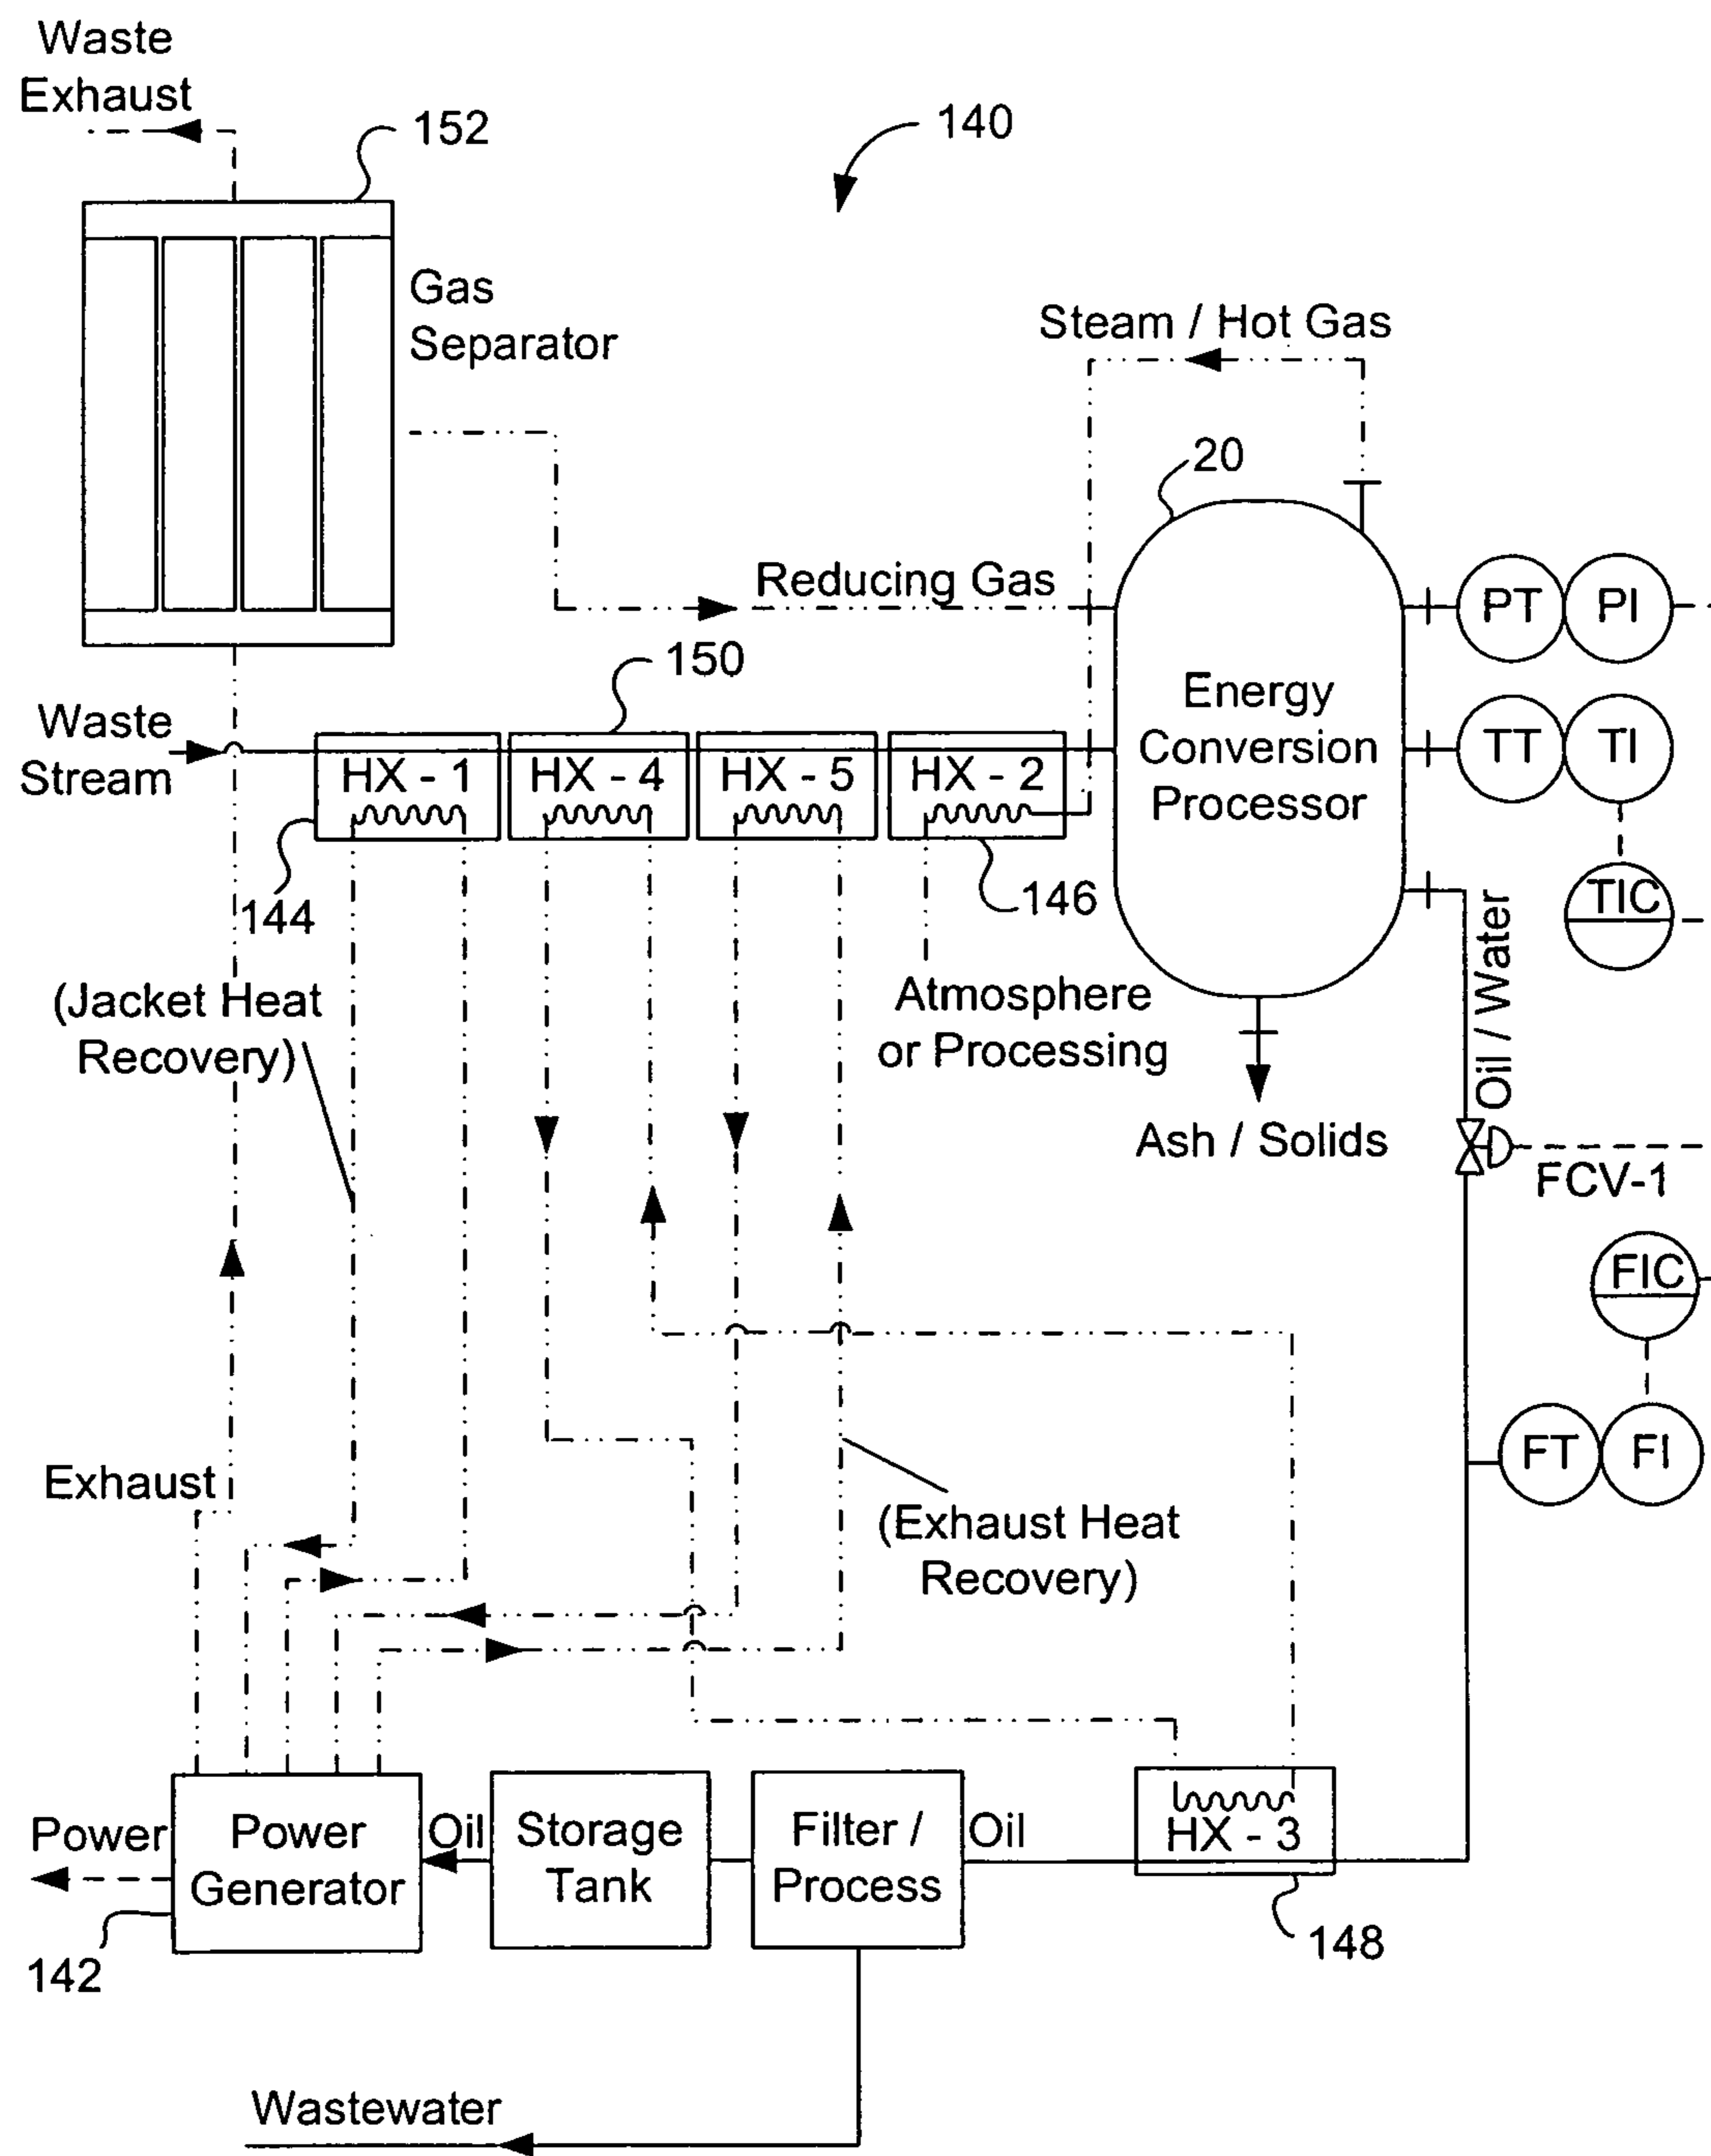 Waste
Exhaust
152
140
Gas
Separator
Steam / Hot Gas
20
Reducing Gas
PT
PI
150
Waste
Stream
HX - 1
HX - 4
HX - 5
HX - 2
Energy
Conversion
Processor
TT
TI
144
146
TIC
(Jacket Heat
Recovery)
Atmosphere
or Processing
Oil / Water
Ash / Solids
FCV-1
FIC
Exhaust
FT
FI
(Exhaust Heat
Recovery)
Power
Power
Generator
Oil
Storage
Tank
Filter /
Process
Oil
HX - 3
142
148
Wastewater